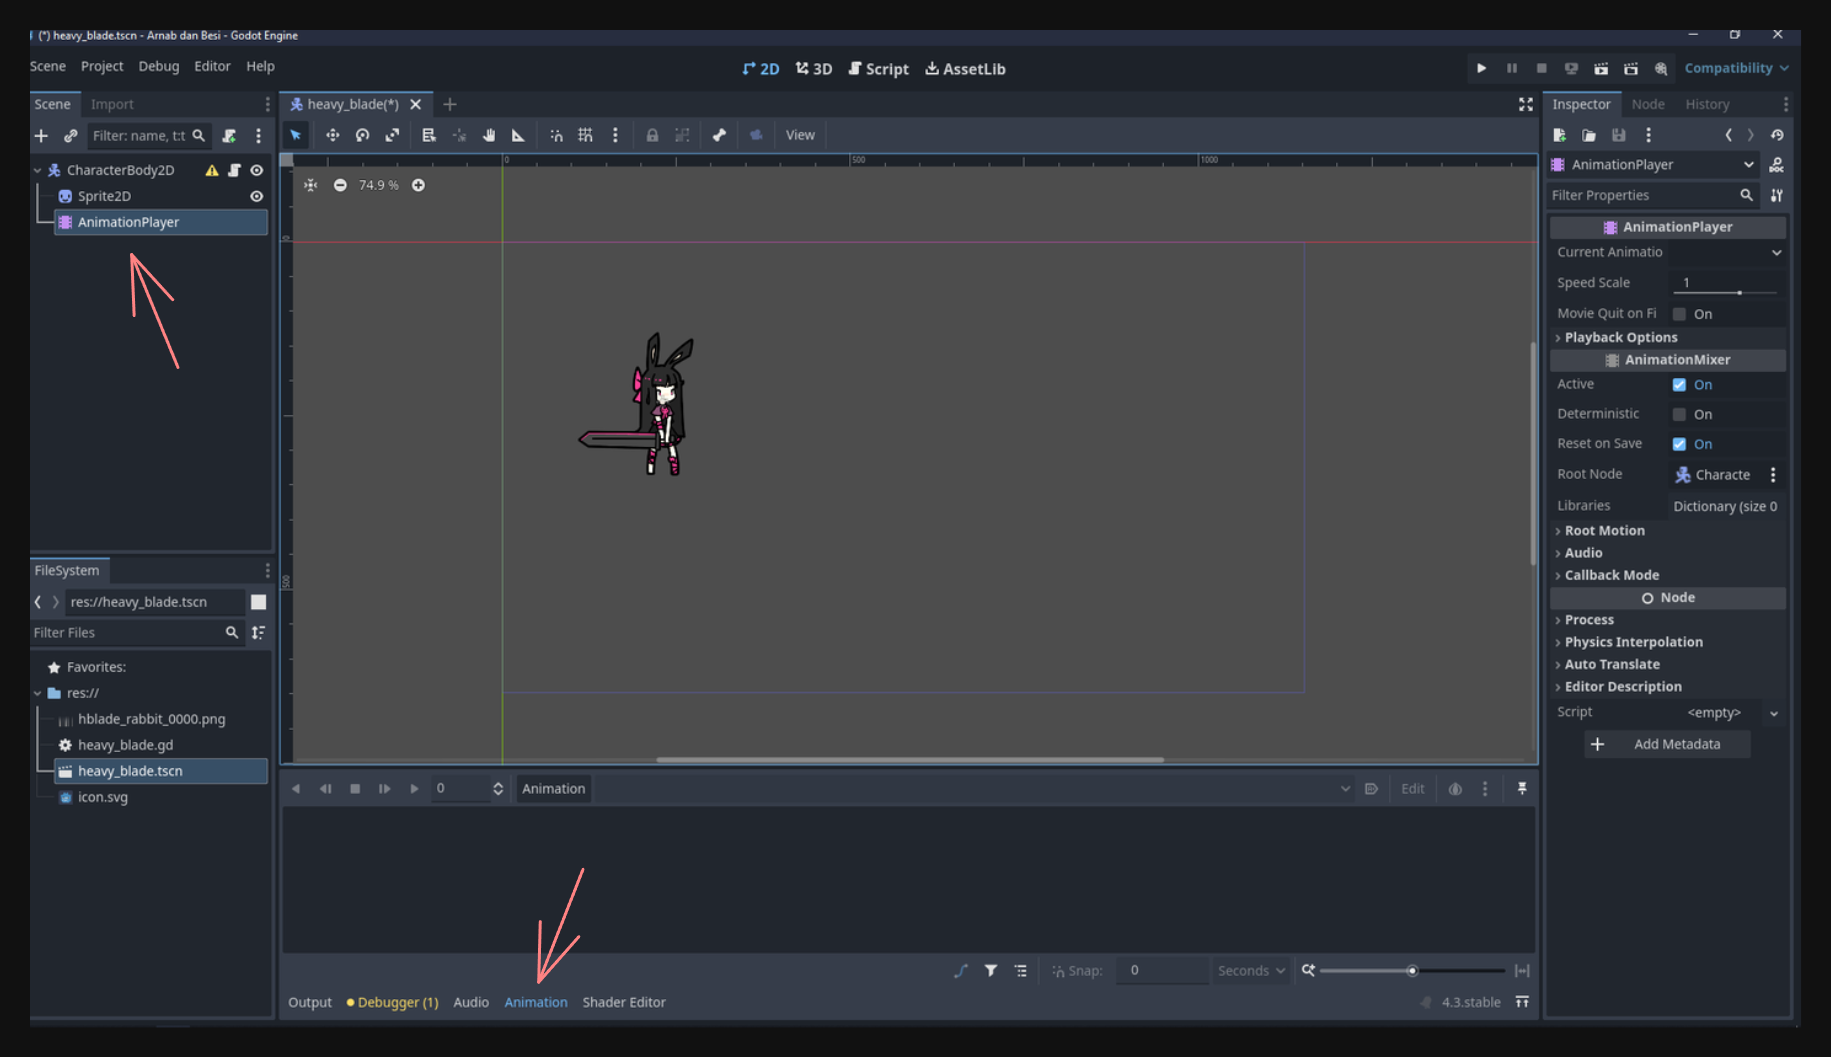 (*) heavy_blade.tscn - Arnab dan Besi - Godot Engine
Scene Project Debug Editor Help
2D 3D Script AssetLib
Compatibility
Scene Import
heavy_blade(*)
Inspector Node History
Filter: name, t:t
View
CharacterBody2D
Sprite2D
AnimationPlayer
0 500 1000
74.9 %
0
500
AnimationPlayer
Filter Properties
AnimationPlayer
Current Animatio
Speed Scale 1
Movie Quit on Fi On
Playback Options
AnimationMixer
Active On
Deterministic On
Reset on Save On
Root Node Characte
Libraries Dictionary (size 0
Root Motion
Audio
Callback Mode
Node
Process
Physics Interpolation
Auto Translate
Editor Description
Script <empty>
Add Metadata
FileSystem
res://heavy_blade.tscn
Filter Files
Favorites:
res://
hblade_rabbit_0000.png
heavy_blade.gd
heavy_blade.tscn
icon.svg
0 Animation Edit
Snap: 0 Seconds
Output Debugger (1) Audio Animation Shader Editor
4.3.stable